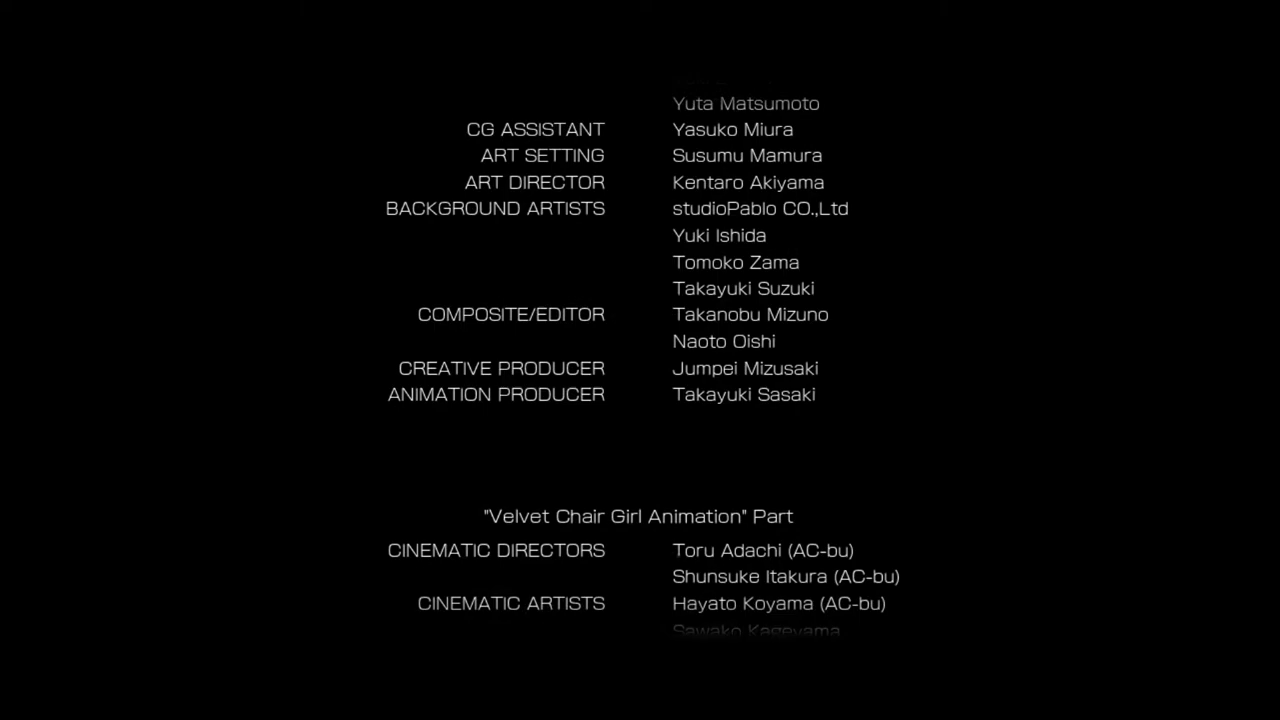 Yuta Matsumoto
CG ASSISTANT Yasuko Miura
ART SETTING Susumu Mamura
ART DIRECTOR Kentaro Akiyama
BACKGROUND ARTISTS studioPablo CO.,Ltd
Yuki Ishida
Tomoko Zama
Takayuki Suzuki
COMPOSITE/EDITOR Takanobu Mizuno
Naoto Oishi
CREATIVE PRODUCER Jumpei Mizusaki
ANIMATION PRODUCER Takayuki Sasaki
"Velvet Chair Girl Animation" Part
CINEMATIC DIRECTORS Toru Adachi (AC-bu)
Shunsuke Itakura (AC-bu)
CINEMATIC ARTISTS Hayato Koyama (AC-bu)
Sawako Kageyama